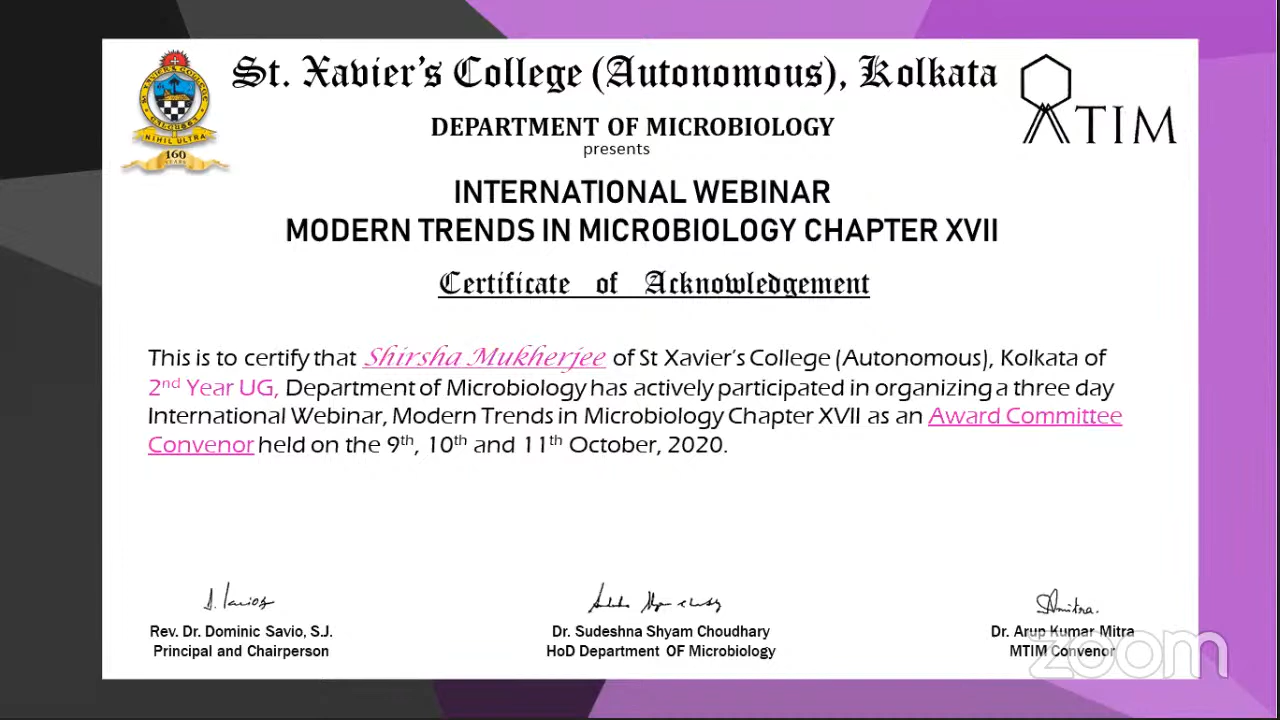 St. Xavier's College (Autonomous), Kolkata
DEPARTMENT OF MICROBIOLOGY
presents
INTERNATIONAL WEBINAR
MODERN TRENDS IN MICROBIOLOGY CHAPTER XVII
Certificate of Acknowledgement
NIHIL ULTRA
160
YEARS
MTIM
This is to certify that Shirsha Mukherjee of St Xavier's College (Autonomous), Kolkata of
2nd Year UG, Department of Microbiology has actively participated in organizing a three day
International Webinar, Modern Trends in Microbiology Chapter XVII as an Award Committee
Convenor held on the 9th, 10th and 11th October, 2020.
Rev. Dr. Dominic Savio, S.J.
Principal and Chairperson
Dr. Sudeshna Shyam Choudhary
HoD Department OF Microbiology
Dr. Arup Kumar Mitra
MTIM Convenor
zoom